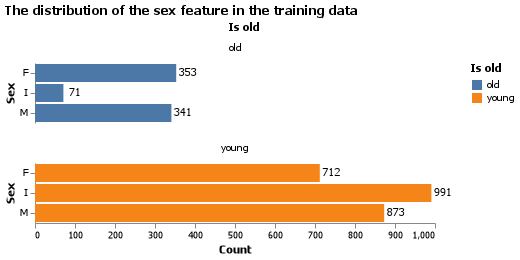 The distribution of the sex feature in the training data
Is old
old
F 353
I 71
M 341
Sex
Is old
old
young
young
F 712
I 991
M 873
Sex
0 100 200 300 400 500 600 700 800 900 1,000
Count